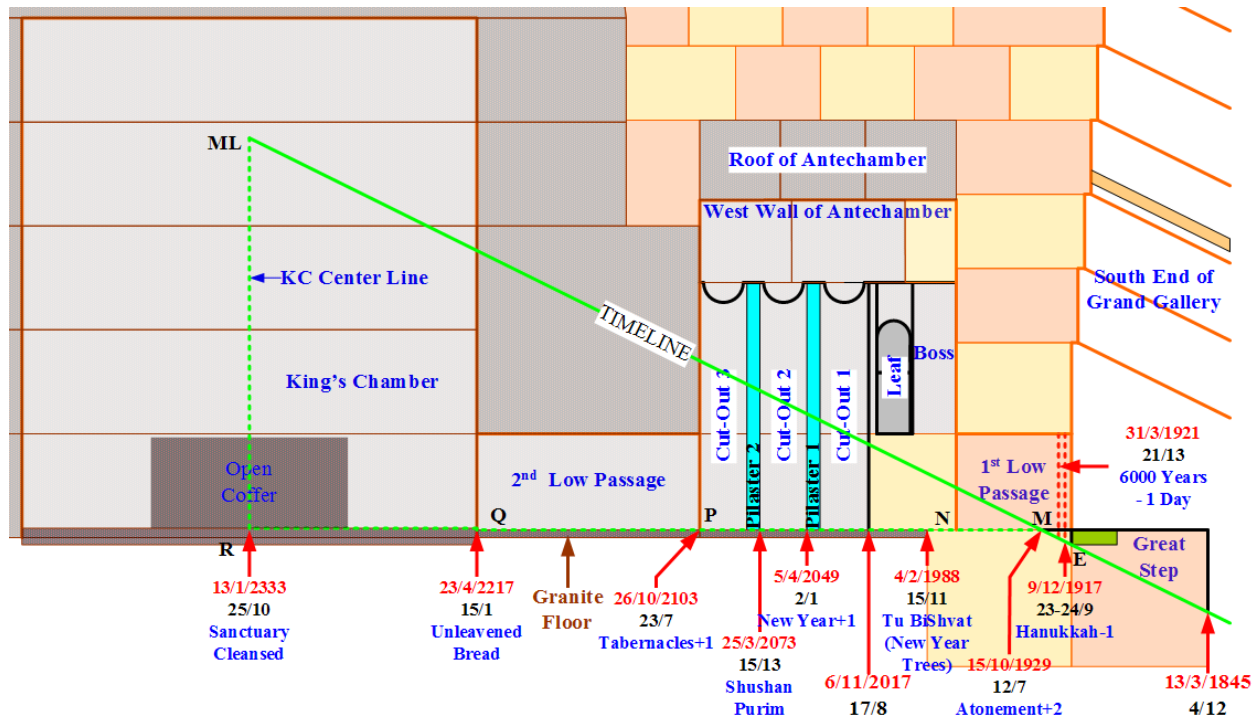 Roof of Antechamber
ML
West Wall of Antechamber
KC Center Line
South End of
Grand Gallery
TIMELINE
King's Chamber
Cut-Out 3
Cut-Out 2
Cut-Out 1
Leaf
Boss
Pilaster 2
Pilaster 1
Open
Coffer
2nd Low Passage
1st Low
Passage
31/3/1921
21/13
6000 Years
- 1 Day
R
Q
P
N
M
E
Great
Step
13/1/2333
25/10
Sanctuary
Cleansed
23/4/2217
15/1
Unleavened
Bread
Granite
Floor
26/10/2103
23/7
Tabernacles+1
25/3/2073
15/13
Shushan
Purim
5/4/2049
2/1
New Year+1
6/11/2017
17/8
4/2/1988
15/11
Tu BiShvat
(New Year
Trees)
15/10/1929
12/7
Atonement+2
9/12/1917
23-24/9
Hanukkah-1
13/3/1845
4/12